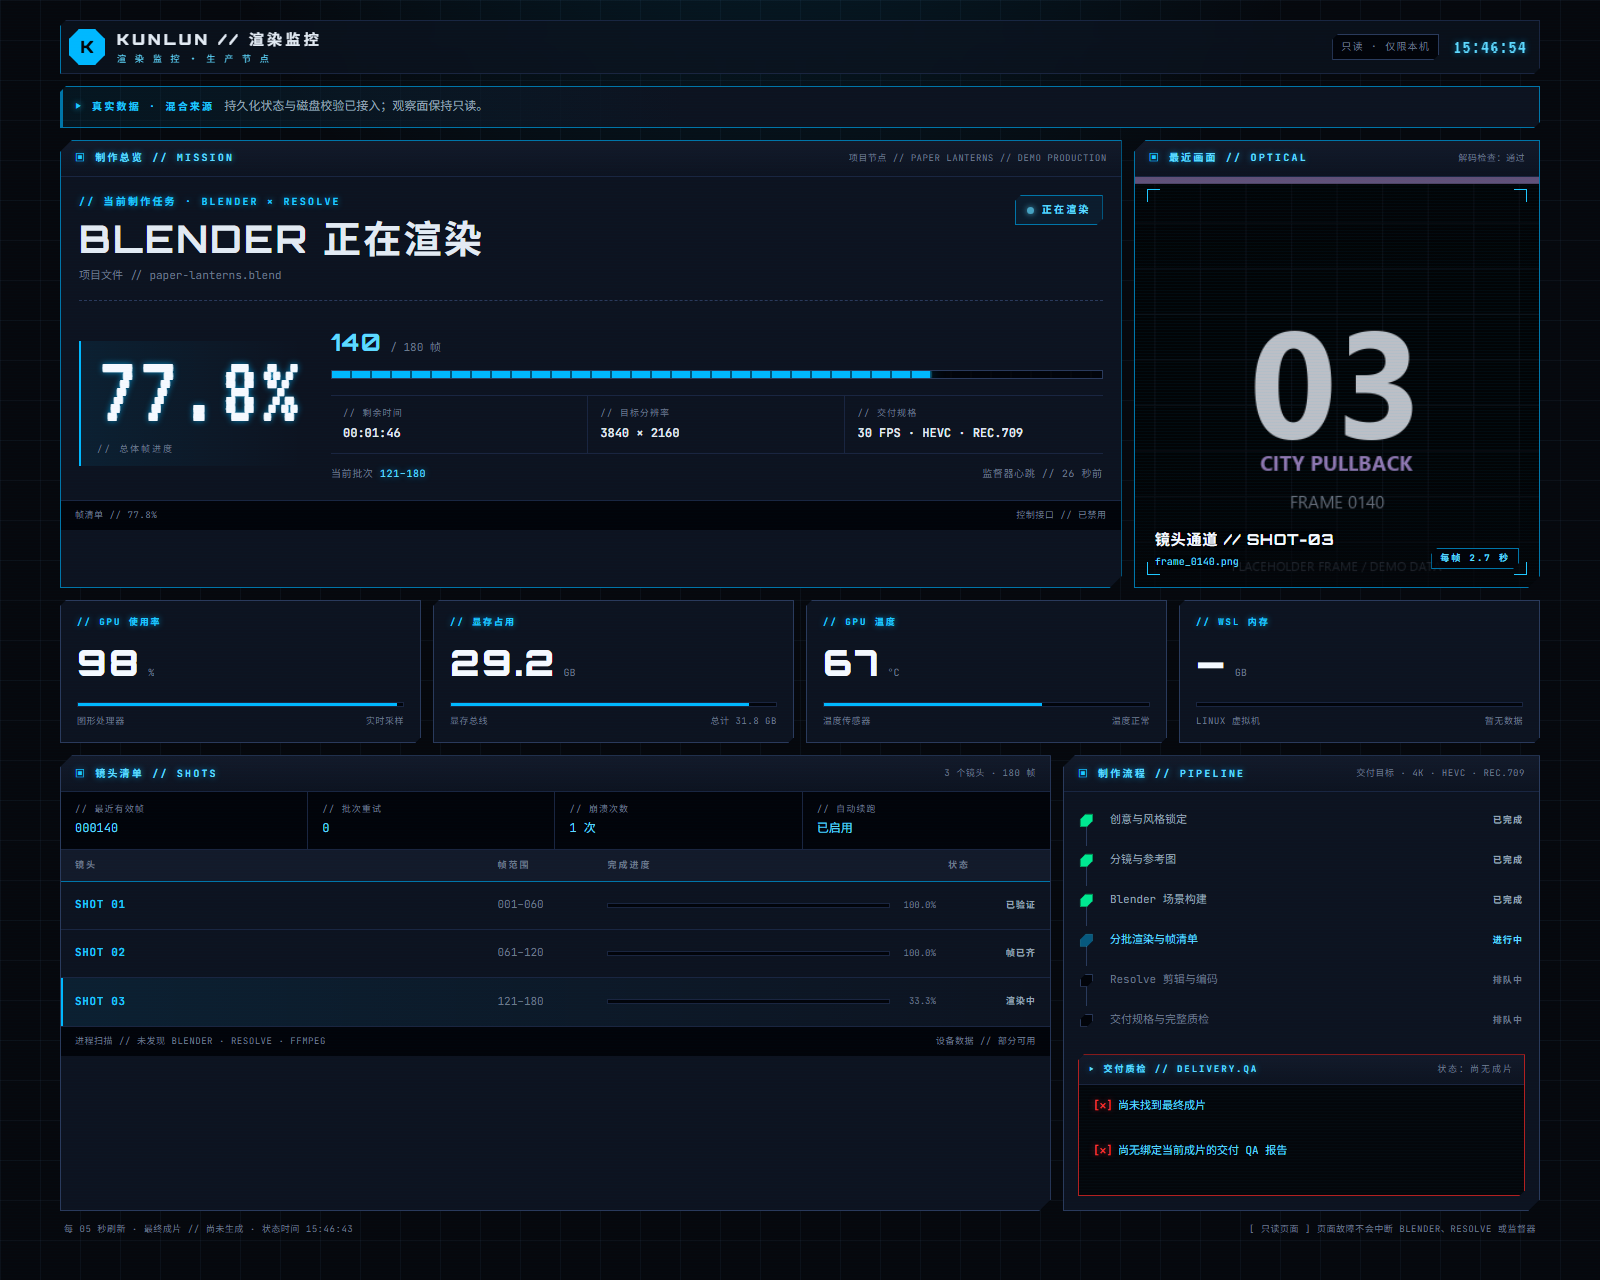 K
KUNLUN // 渲染监控
渲染监控 · 生产节点
只读 · 仅限本机
15:46:54
▸ 真实数据 · 混合来源 持久化状态与磁盘校验已接入；观察面保持只读。
制作总览 // MISSION
项目节点 // PAPER LANTERNS // DEMO PRODUCTION
// 当前制作任务 · BLENDER × RESOLVE
正在渲染
BLENDER 正在渲染
项目文件 // paper-lanterns.blend
77.8%
// 总体帧进度
140 / 180 帧
// 剩余时间
00:01:46
// 目标分辨率
3840 × 2160
// 交付规格
30 FPS · HEVC · REC.709
当前批次 121–180
监督器心跳 // 26 秒前
帧清单 // 77.8%
控制接口 // 已禁用
最近画面 // OPTICAL
解码检查：通过
03
CITY PULLBACK
FRAME 0140
镜头通道 // SHOT-03
frame_0140.png
PLACEHOLDER FRAME / DEMO DAT
每帧 2.7 秒
// GPU 使用率
98 %
图形处理器
实时采样
// 显存占用
29.2 GB
显存总线
总计 31.8 GB
// GPU 温度
67 °C
温度传感器
温度正常
// WSL 内存
— GB
LINUX 虚拟机
暂无数据
镜头清单 // SHOTS
3 个镜头 · 180 帧
// 最近有效帧
000140
// 批次重试
0
// 崩溃次数
1 次
// 自动续跑
已启用
镜头 帧范围 完成进度 状态
SHOT 01 001–060 100.0% 已验证
SHOT 02 061–120 100.0% 帧已齐
SHOT 03 121–180 33.3% 渲染中
进程扫描 // 未发现 BLENDER · RESOLVE · FFMPEG
设备数据 // 部分可用
制作流程 // PIPELINE
交付目标 · 4K · HEVC · REC.709
创意与风格锁定 已完成
分镜与参考图 已完成
Blender 场景构建 已完成
分批渲染与帧清单 进行中
Resolve 剪辑与编码 排队中
交付规格与完整质检 排队中
▸ 交付质检 // DELIVERY.QA
状态：尚无成片
[×] 尚未找到最终成片
[×] 尚无绑定当前成片的交付 QA 报告
每 05 秒刷新 · 最终成片 // 尚未生成 · 状态时间 15:46:43
[ 只读页面 ] 页面故障不会中断 BLENDER、RESOLVE 或监督器